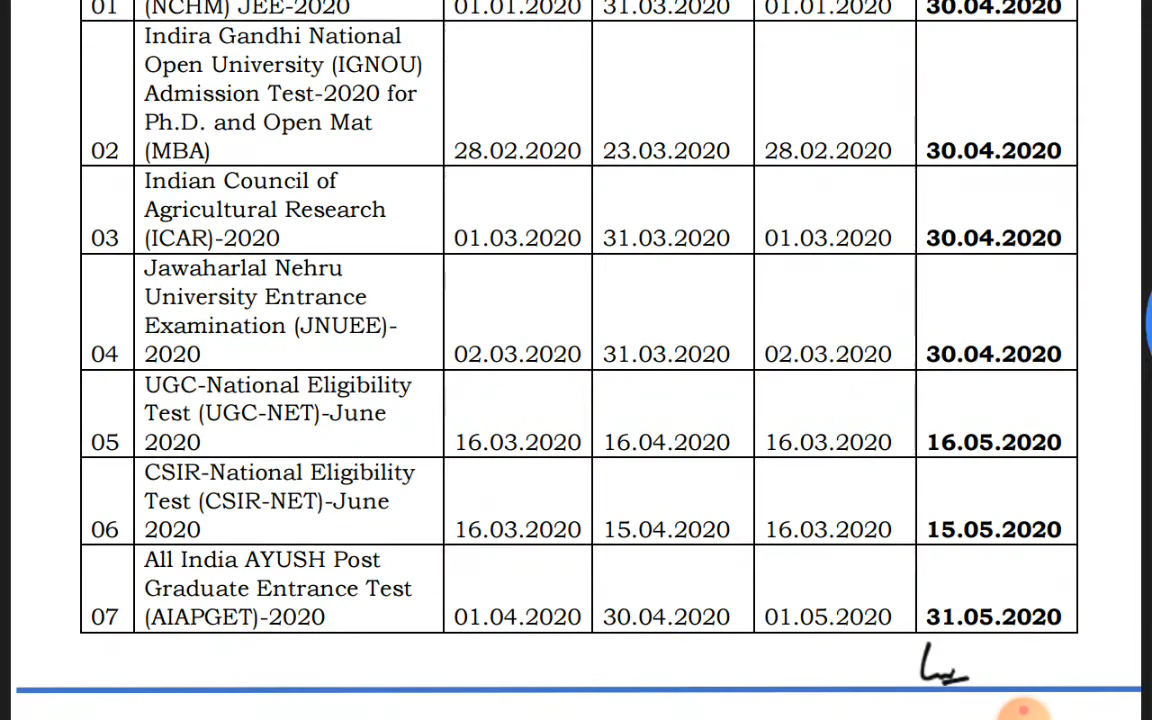 01 (NCHM) JEE-2020 01.01.2020 31.03.2020 01.01.2020 30.04.2020
Indira Gandhi National
Open University (IGNOU)
Admission Test-2020 for
Ph.D. and Open Mat
02 (MBA) 28.02.2020 23.03.2020 28.02.2020 30.04.2020
Indian Council of
Agricultural Research
03 (ICAR)-2020 01.03.2020 31.03.2020 01.03.2020 30.04.2020
Jawaharlal Nehru
University Entrance
Examination (JNUEE)-
04 2020 02.03.2020 31.03.2020 02.03.2020 30.04.2020
UGC-National Eligibility
Test (UGC-NET)-June
05 2020 16.03.2020 16.04.2020 16.03.2020 16.05.2020
CSIR-National Eligibility
Test (CSIR-NET)-June
06 2020 16.03.2020 15.04.2020 16.03.2020 15.05.2020
All India AYUSH Post
Graduate Entrance Test
07 (AIAPGET)-2020 01.04.2020 30.04.2020 01.05.2020 31.05.2020